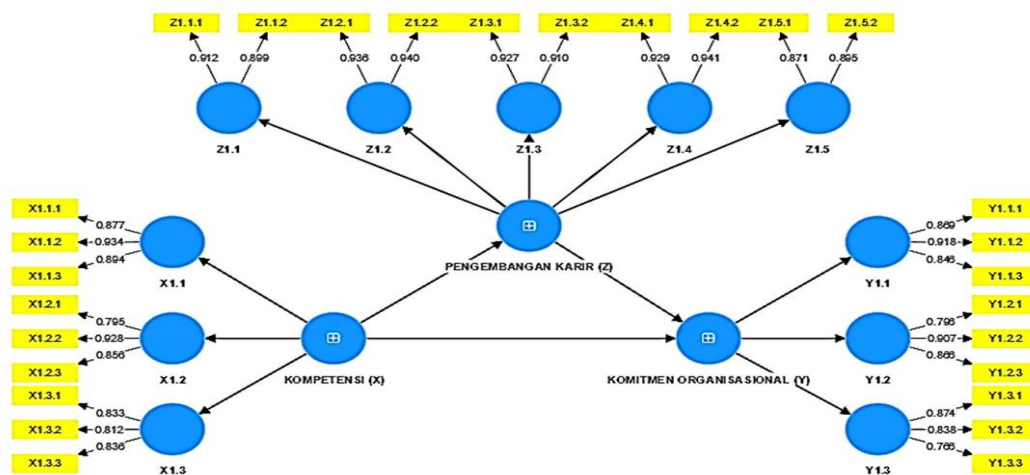 Z1.1.1 Z1.1.2 Z1.2.1 Z1.2.2 Z1.3.1 Z1.3.2 Z1.4.1 Z1.4.2 Z1.5.1 Z1.5.2
0.912 0.899 0.936 0.940 0.927 0.910 0.929 0.941 0.871 0.895
Z1.1 Z1.2 Z1.3 Z1.4 Z1.5
PENGEMBANGAN KARIR (Z)
X1.1.1
0.877
X1.1.2
0.934
X1.1.3
0.894
X1.1
X1.2.1
0.795
X1.2.2
0.928
X1.2.3
0.856
X1.2
X1.3.1
0.833
X1.3.2
0.812
X1.3.3
0.836
X1.3
KOMPETENSI (X)
KOMITMEN ORGANISASIONAL (Y)
Y1.1.1
0.869
Y1.1.2
0.918
Y1.1.3
0.846
Y1.1
Y1.2.1
0.796
Y1.2.2
0.907
Y1.2.3
0.866
Y1.2
Y1.3.1
0.874
Y1.3.2
0.838
Y1.3.3
0.766
Y1.3